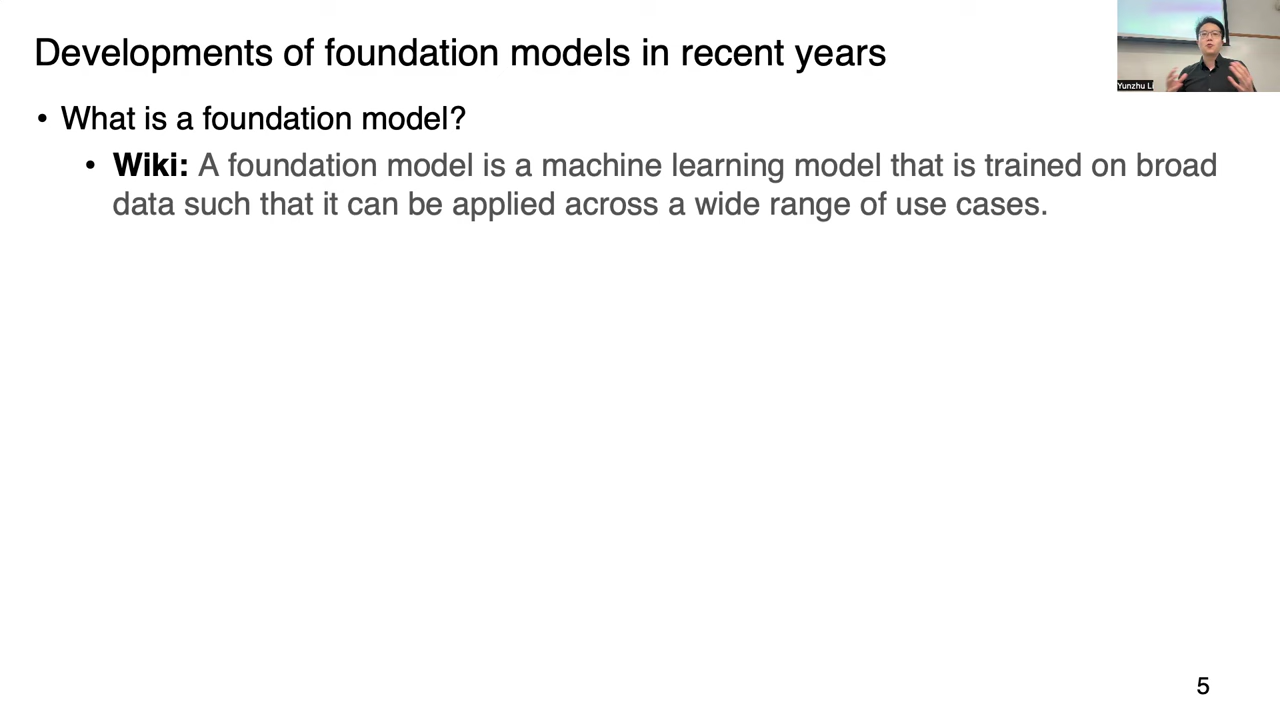 Developments of foundation models in recent years
Yunzhu Li
• What is a foundation model?
• Wiki: A foundation model is a machine learning model that is trained on broad
data such that it can be applied across a wide range of use cases.
5